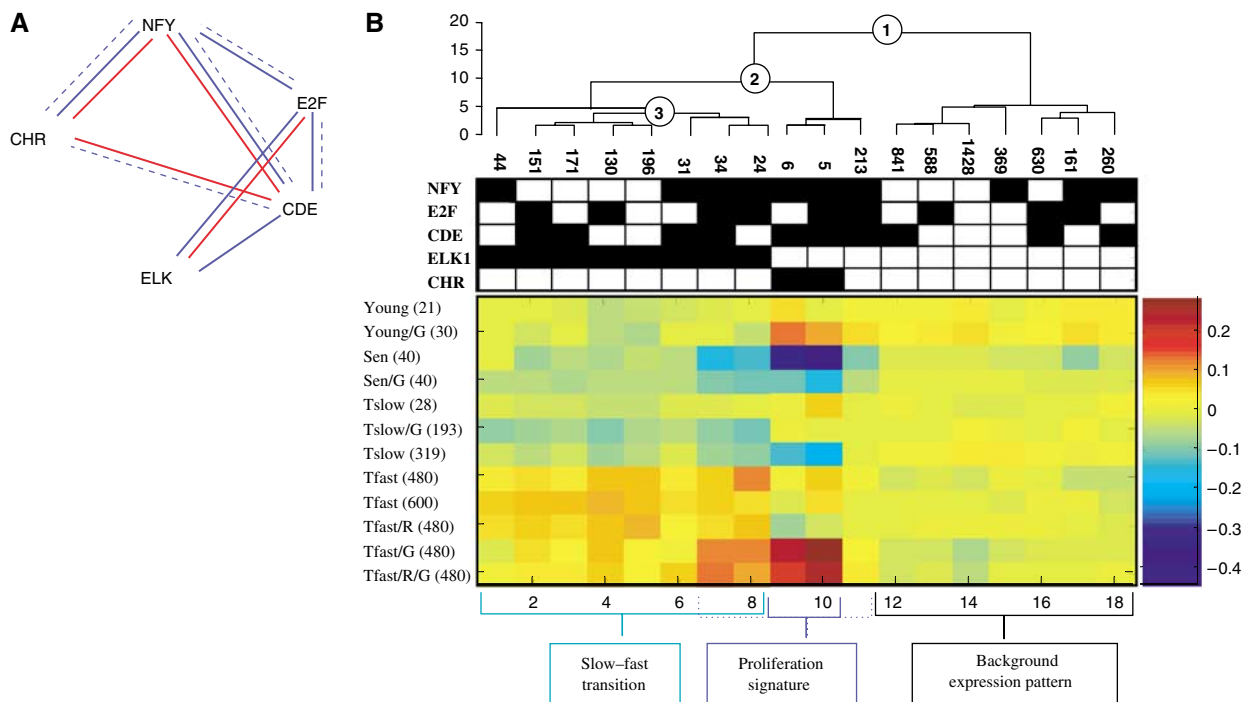 A
NFY
E2F
CHR
CDE
ELK
B
20
15
10
5
0
1
2
3
44 151 171 130 196 31 34 24 6 5 213 841 588 1428 369 630 161 260
NFY
E2F
CDE
ELK1
CHR
Young (21)
Young/G (30)
Sen (40)
Sen/G (40)
Tslow (28)
Tslow/G (193)
Tslow (319)
Tfast (480)
Tfast (600)
Tfast/R (480)
Tfast/G (480)
Tfast/R/G (480)
0.2
0.1
0
−0.1
−0.2
−0.3
−0.4
2 4 6 8 10 12 14 16 18
Slow–fast
transition
Proliferation
signature
Background
expression pattern